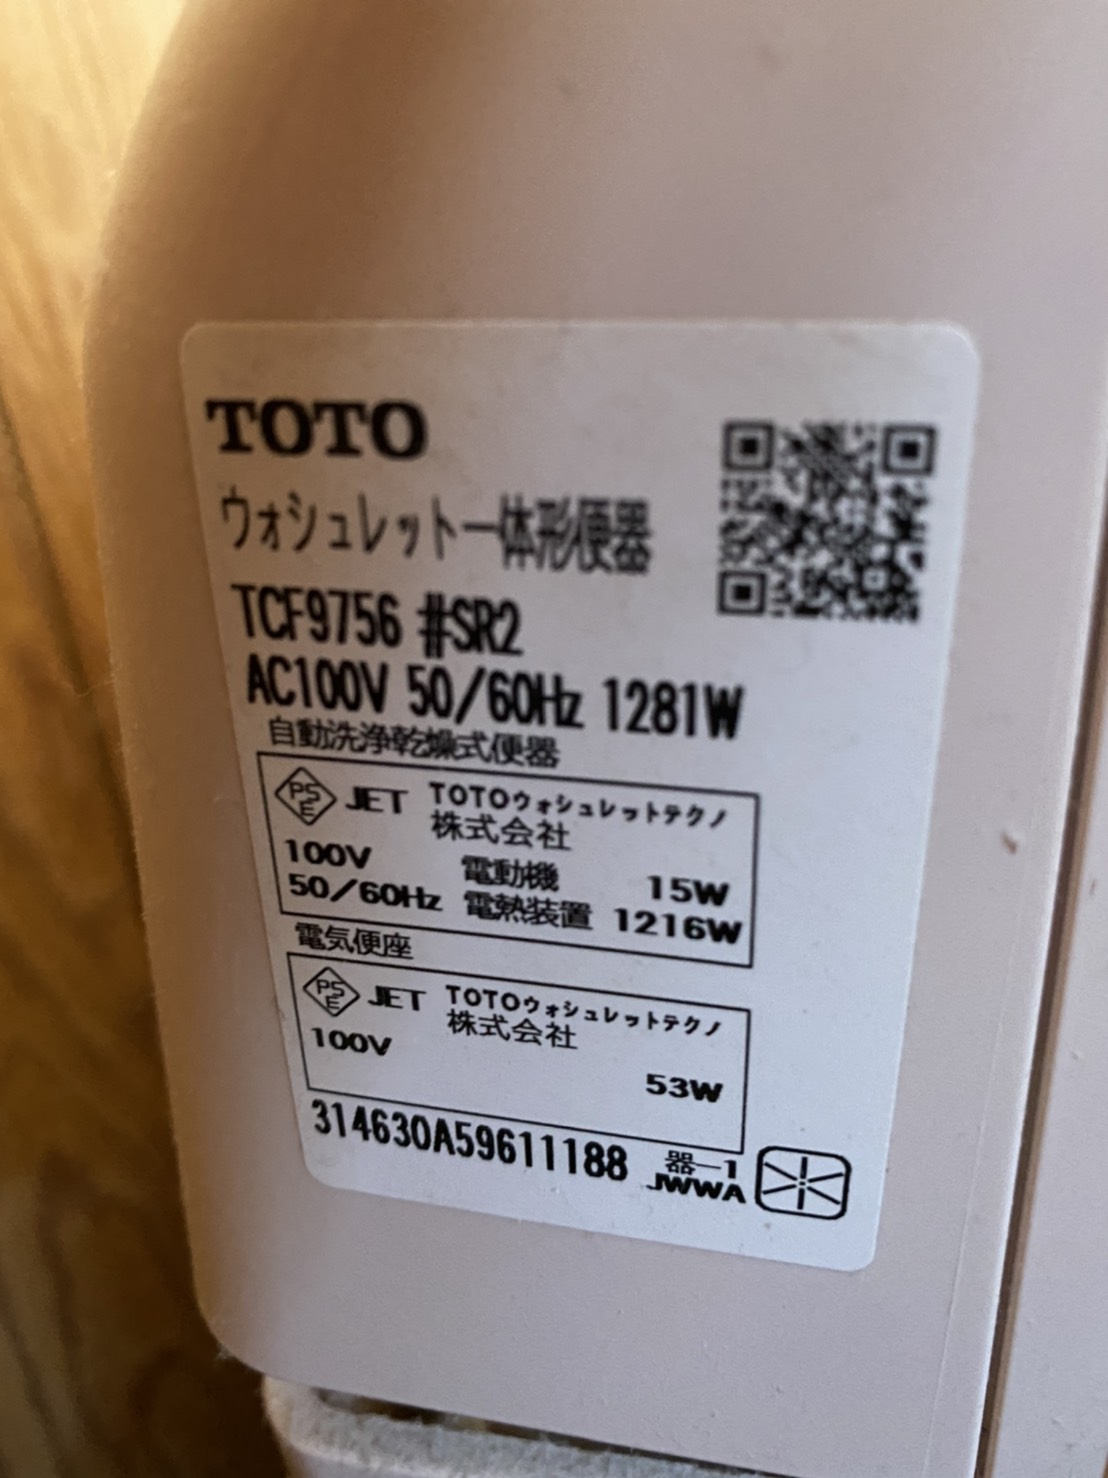 TOTO
ウォシュレット一体形便器
TCF9756 #SR2
AC100V 50/60Hz 1281W
自動洗浄乾燥式便器
PSE JET TOTOウォシュレットテクノ
株式会社
100V 電動機 15W
50/60Hz 電熱装置 1216W
電気便座
PSE JET TOTOウォシュレットテクノ
株式会社
100V
53W
314630A59611188 器-1
JWWA